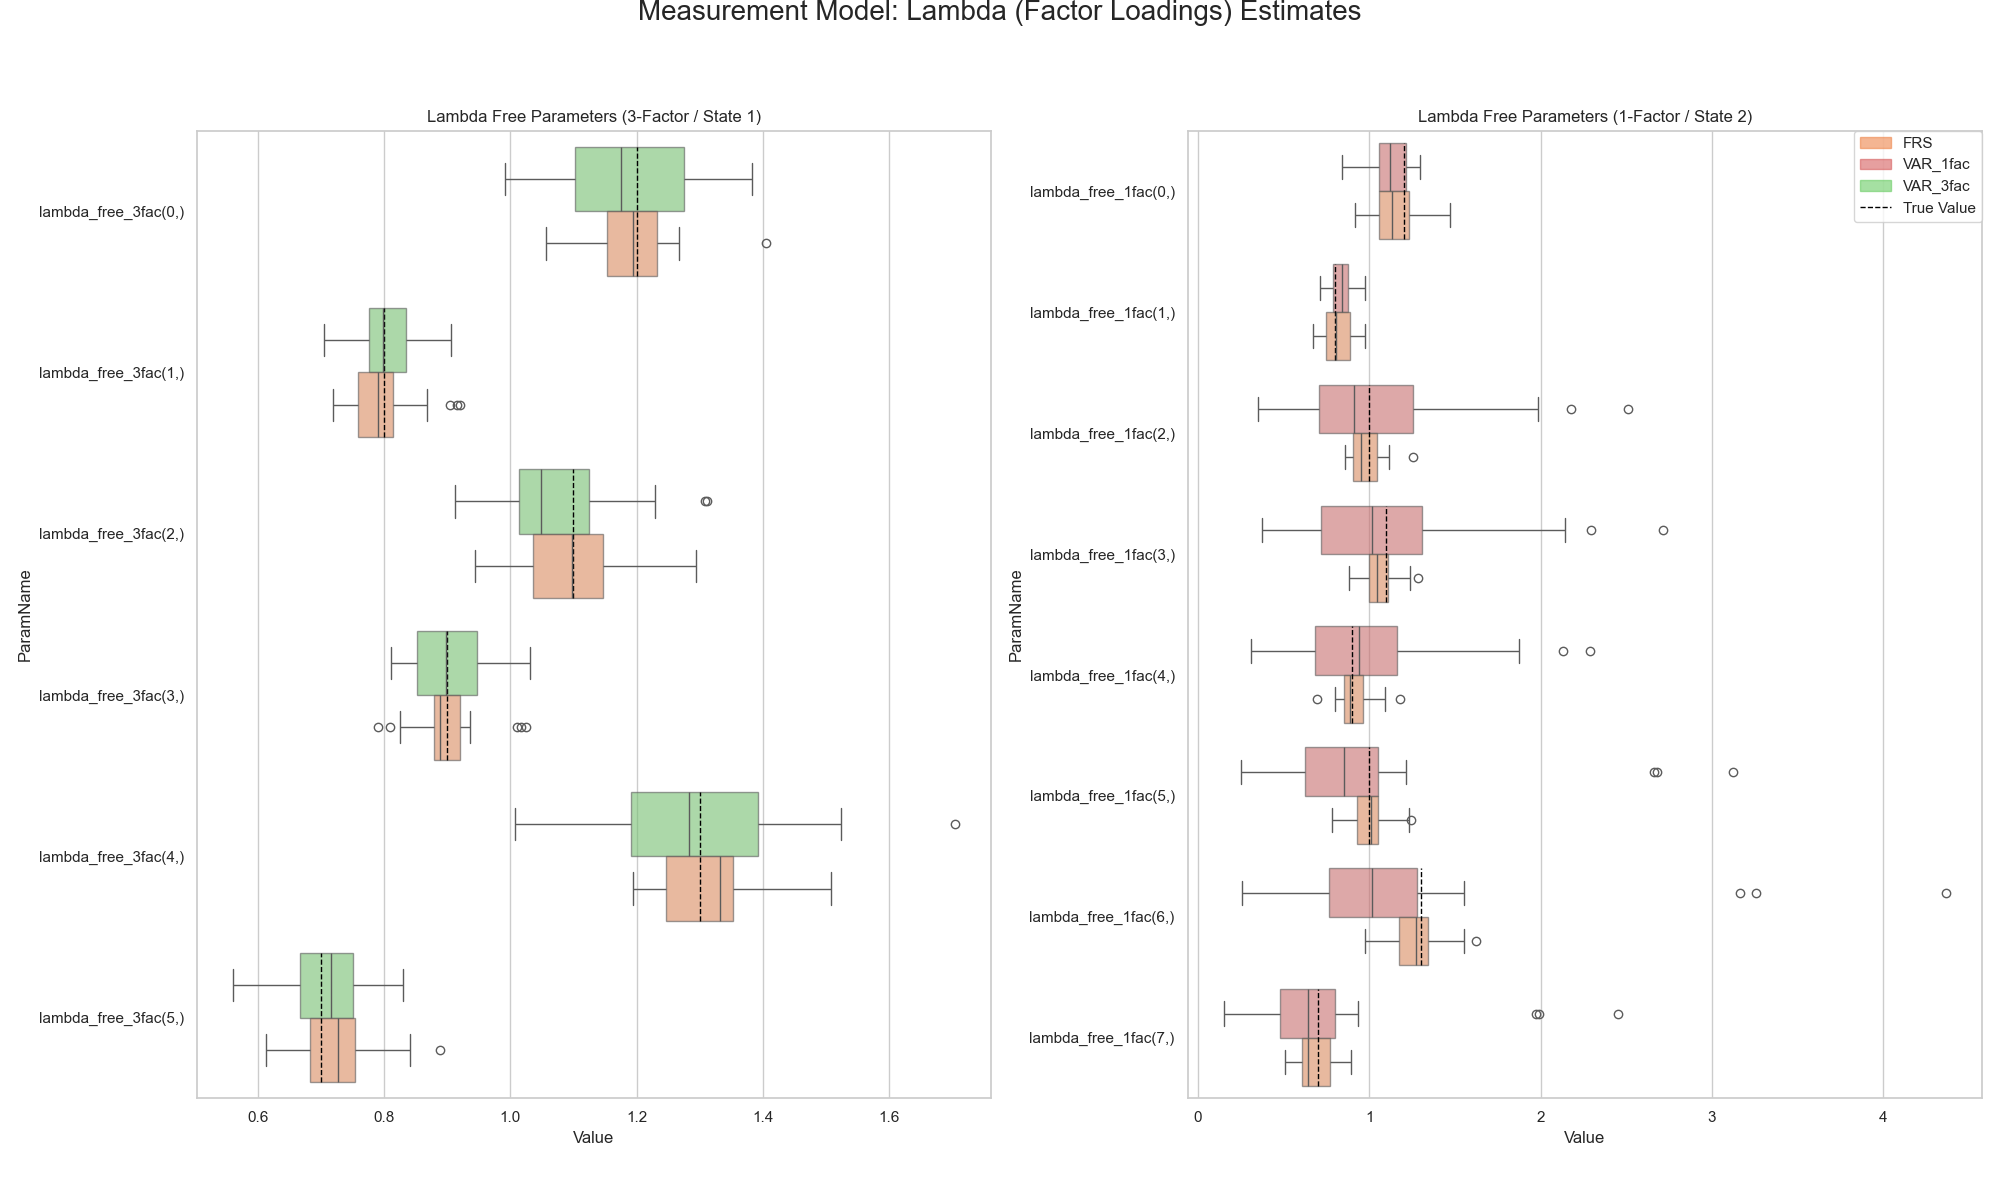 Measurement Model: Lambda (Factor Loadings) Estimates
Lambda Free Parameters (3-Factor / State 1)
ParamName
lambda_free_3fac(0,)
lambda_free_3fac(1,)
lambda_free_3fac(2,)
lambda_free_3fac(3,)
lambda_free_3fac(4,)
lambda_free_3fac(5,)
0.6 0.8 1.0 1.2 1.4 1.6
Value
Lambda Free Parameters (1-Factor / State 2)
FRS
VAR_1fac
VAR_3fac
True Value
ParamName
lambda_free_1fac(0,)
lambda_free_1fac(1,)
lambda_free_1fac(2,)
lambda_free_1fac(3,)
lambda_free_1fac(4,)
lambda_free_1fac(5,)
lambda_free_1fac(6,)
lambda_free_1fac(7,)
0 1 2 3 4
Value